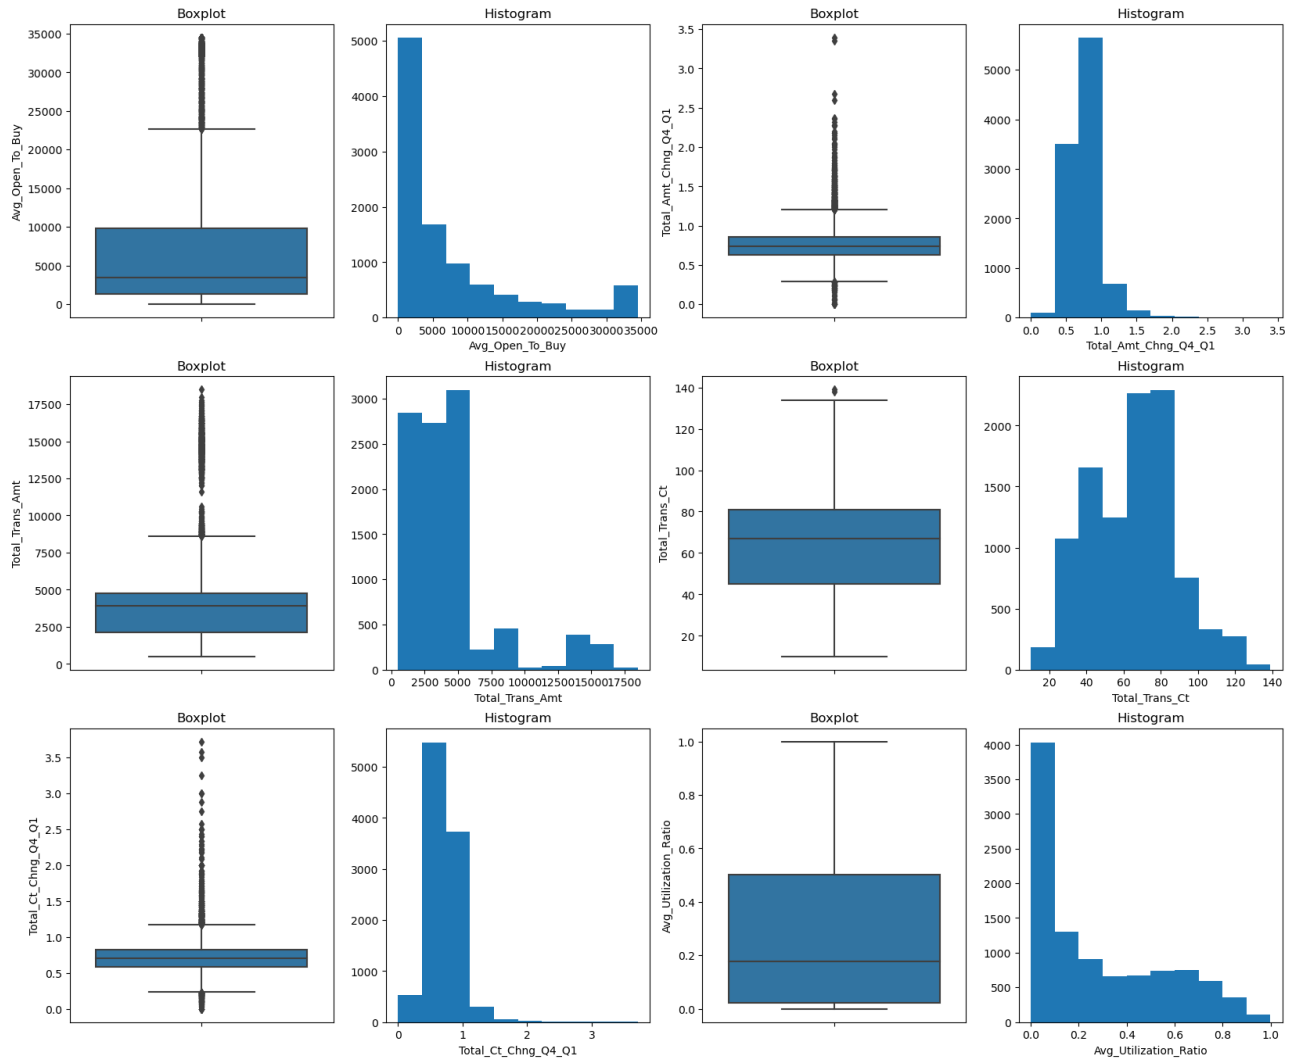 Boxplot
35000
30000
25000
20000
15000
10000
5000
0
Avg_Open_To_Buy
Histogram
5000
4000
3000
2000
1000
0
0 5000 10000 15000 20000 25000 30000 35000
Avg_Open_To_Buy
Boxplot
3.5
3.0
2.5
2.0
1.5
1.0
0.5
0.0
Total_Amt_Chng_Q4_Q1
Histogram
5000
4000
3000
2000
1000
0
0.0 0.5 1.0 1.5 2.0 2.5 3.0 3.5
Total_Amt_Chng_Q4_Q1
Boxplot
17500
15000
12500
10000
7500
5000
2500
0
Total_Trans_Amt
Histogram
3000
2500
2000
1500
1000
500
0
0 2500 5000 7500 10000 12500 15000 17500
Total_Trans_Amt
Boxplot
140
120
100
80
60
40
20
Total_Trans_Ct
Histogram
2000
1500
1000
500
0
20 40 60 80 100 120 140
Total_Trans_Ct
Boxplot
3.5
3.0
2.5
2.0
1.5
1.0
0.5
0.0
Total_Ct_Chng_Q4_Q1
Histogram
5000
4000
3000
2000
1000
0
0 1 2 3
Total_Ct_Chng_Q4_Q1
Boxplot
1.0
0.8
0.6
0.4
0.2
0.0
Avg_Utilization_Ratio
Histogram
4000
3500
3000
2500
2000
1500
1000
500
0
0.0 0.2 0.4 0.6 0.8 1.0
Avg_Utilization_Ratio